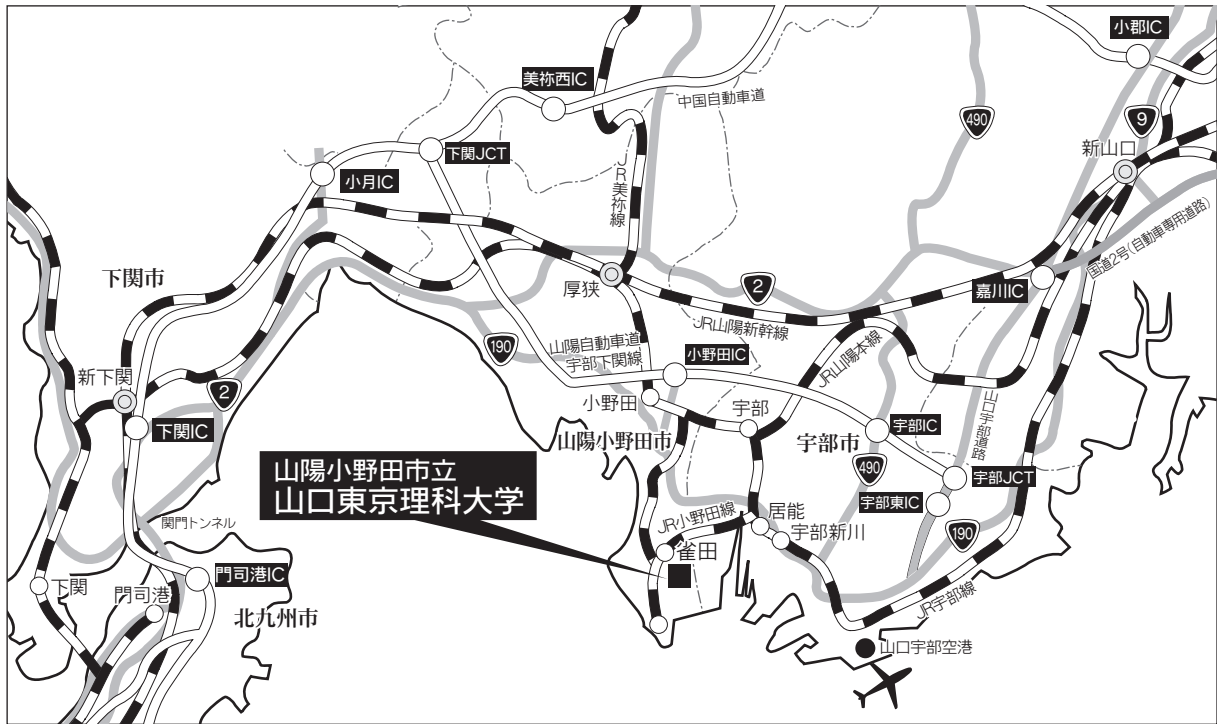 小郡IC
美祢西IC
中国自動車道
490
9
新山口
下関JCT
小月IC
JR美祢線
国道2号(自動車専用道路)
下関市
厚狭
2
嘉川IC
JR山陽新幹線
190
山陽自動車道
宇部下関線
小野田IC
JR山陽本線
新下関
2
小野田
宇部
山口宇部道路
下関IC
山陽小野田市
宇部市
宇部IC
山陽小野田市立
山口東京理科大学
490
宇部JCT
宇部東IC
関門トンネル
JR小野田線
居能
宇部新川
190
雀田
下関
門司港IC
門司港
北九州市
JR宇部線
山口宇部空港